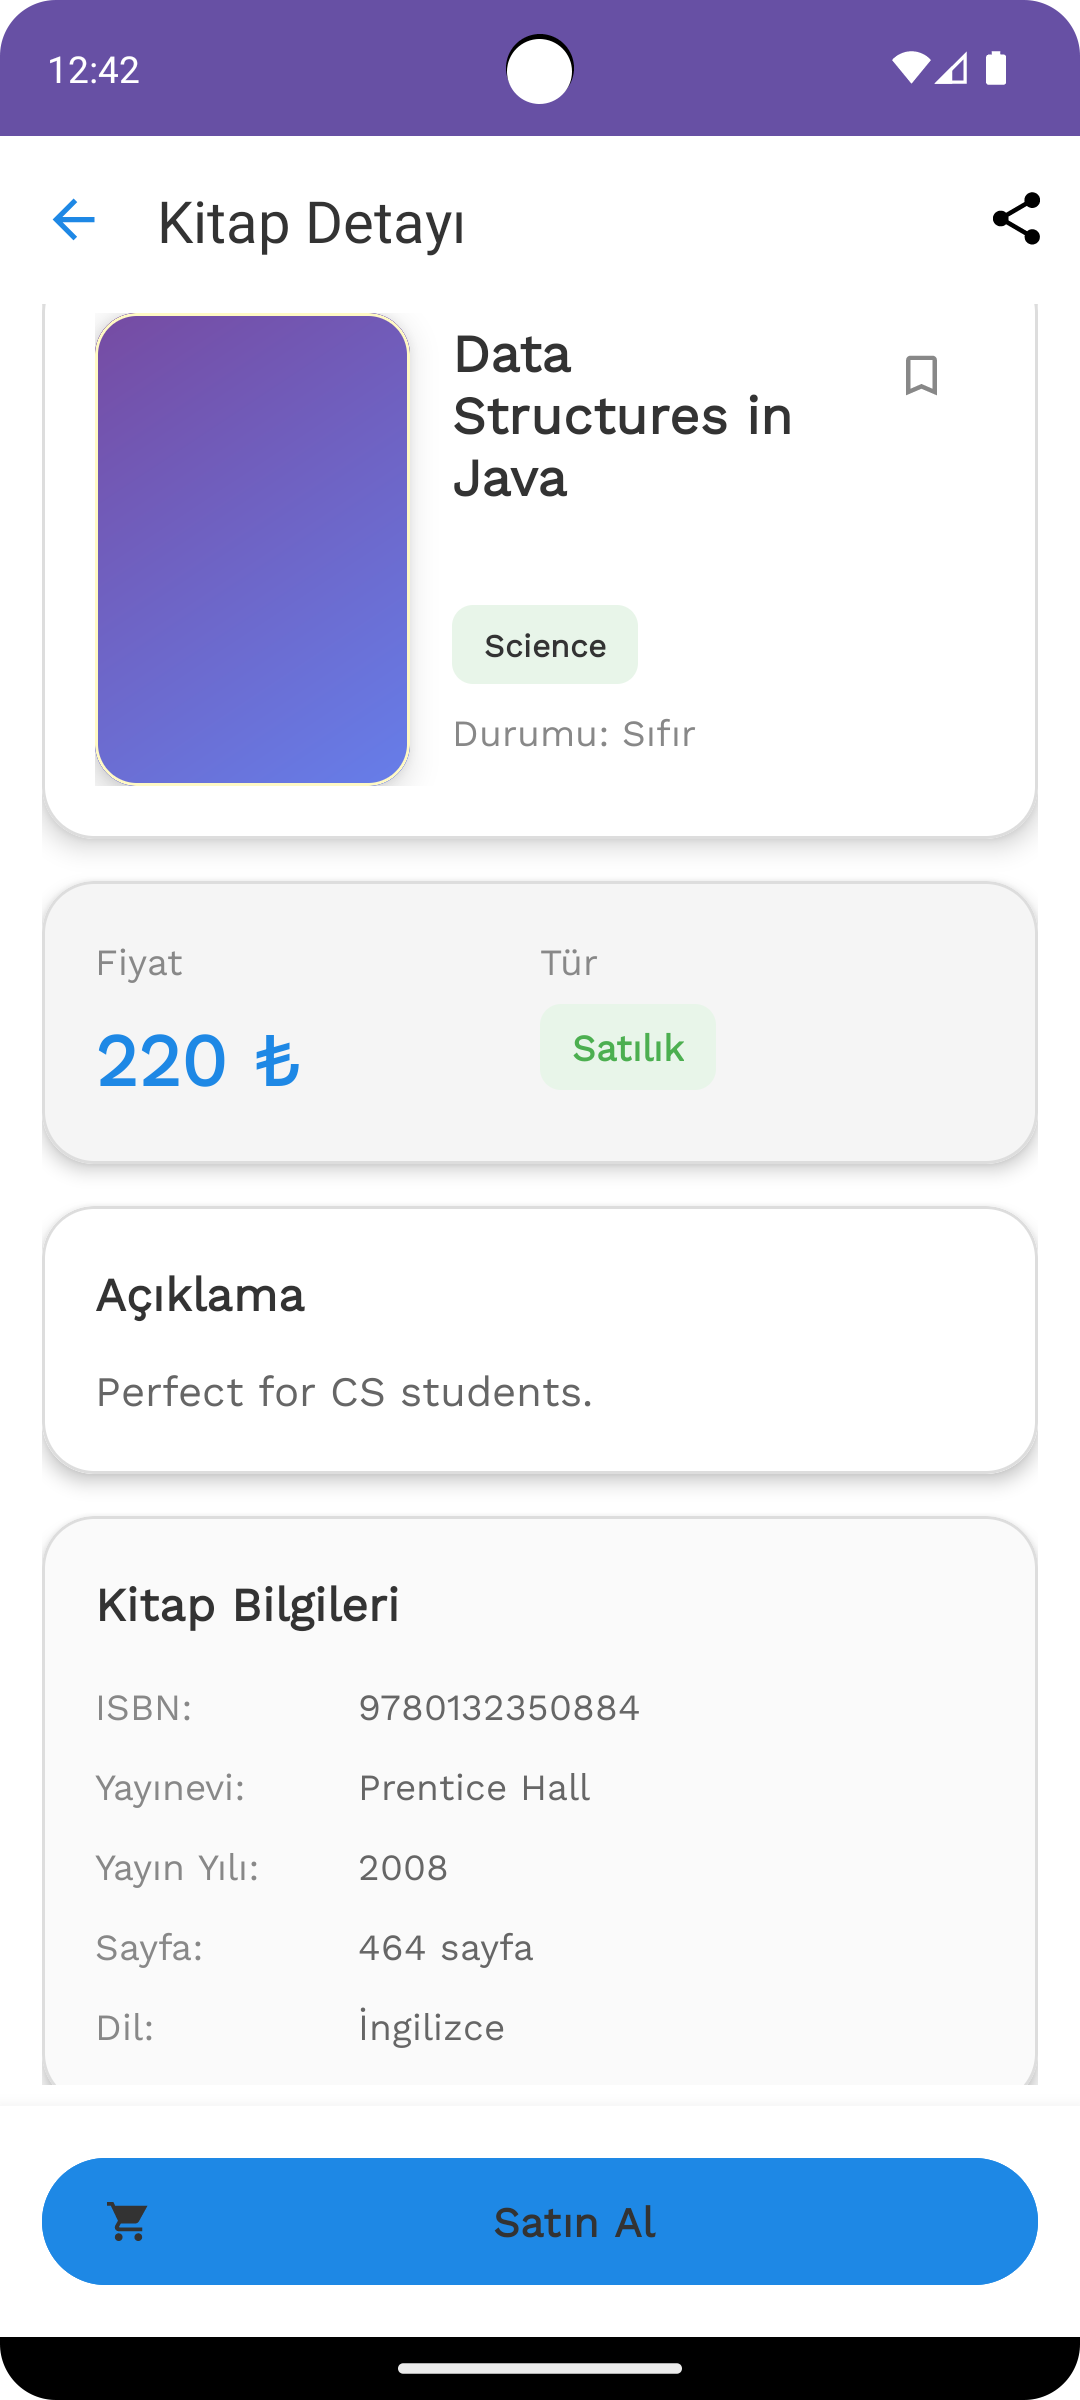 12:42
Kitap Detayı
Data
Structures in
Java
Science
Durumu: Sıfır
Fiyat
Tür
220 ₺
Satılık
Açıklama
Perfect for CS students.
Kitap Bilgileri
ISBN: 9780132350884
Yayınevi: Prentice Hall
Yayın Yılı: 2008
Sayfa: 464 sayfa
Dil: İngilizce
Satın Al